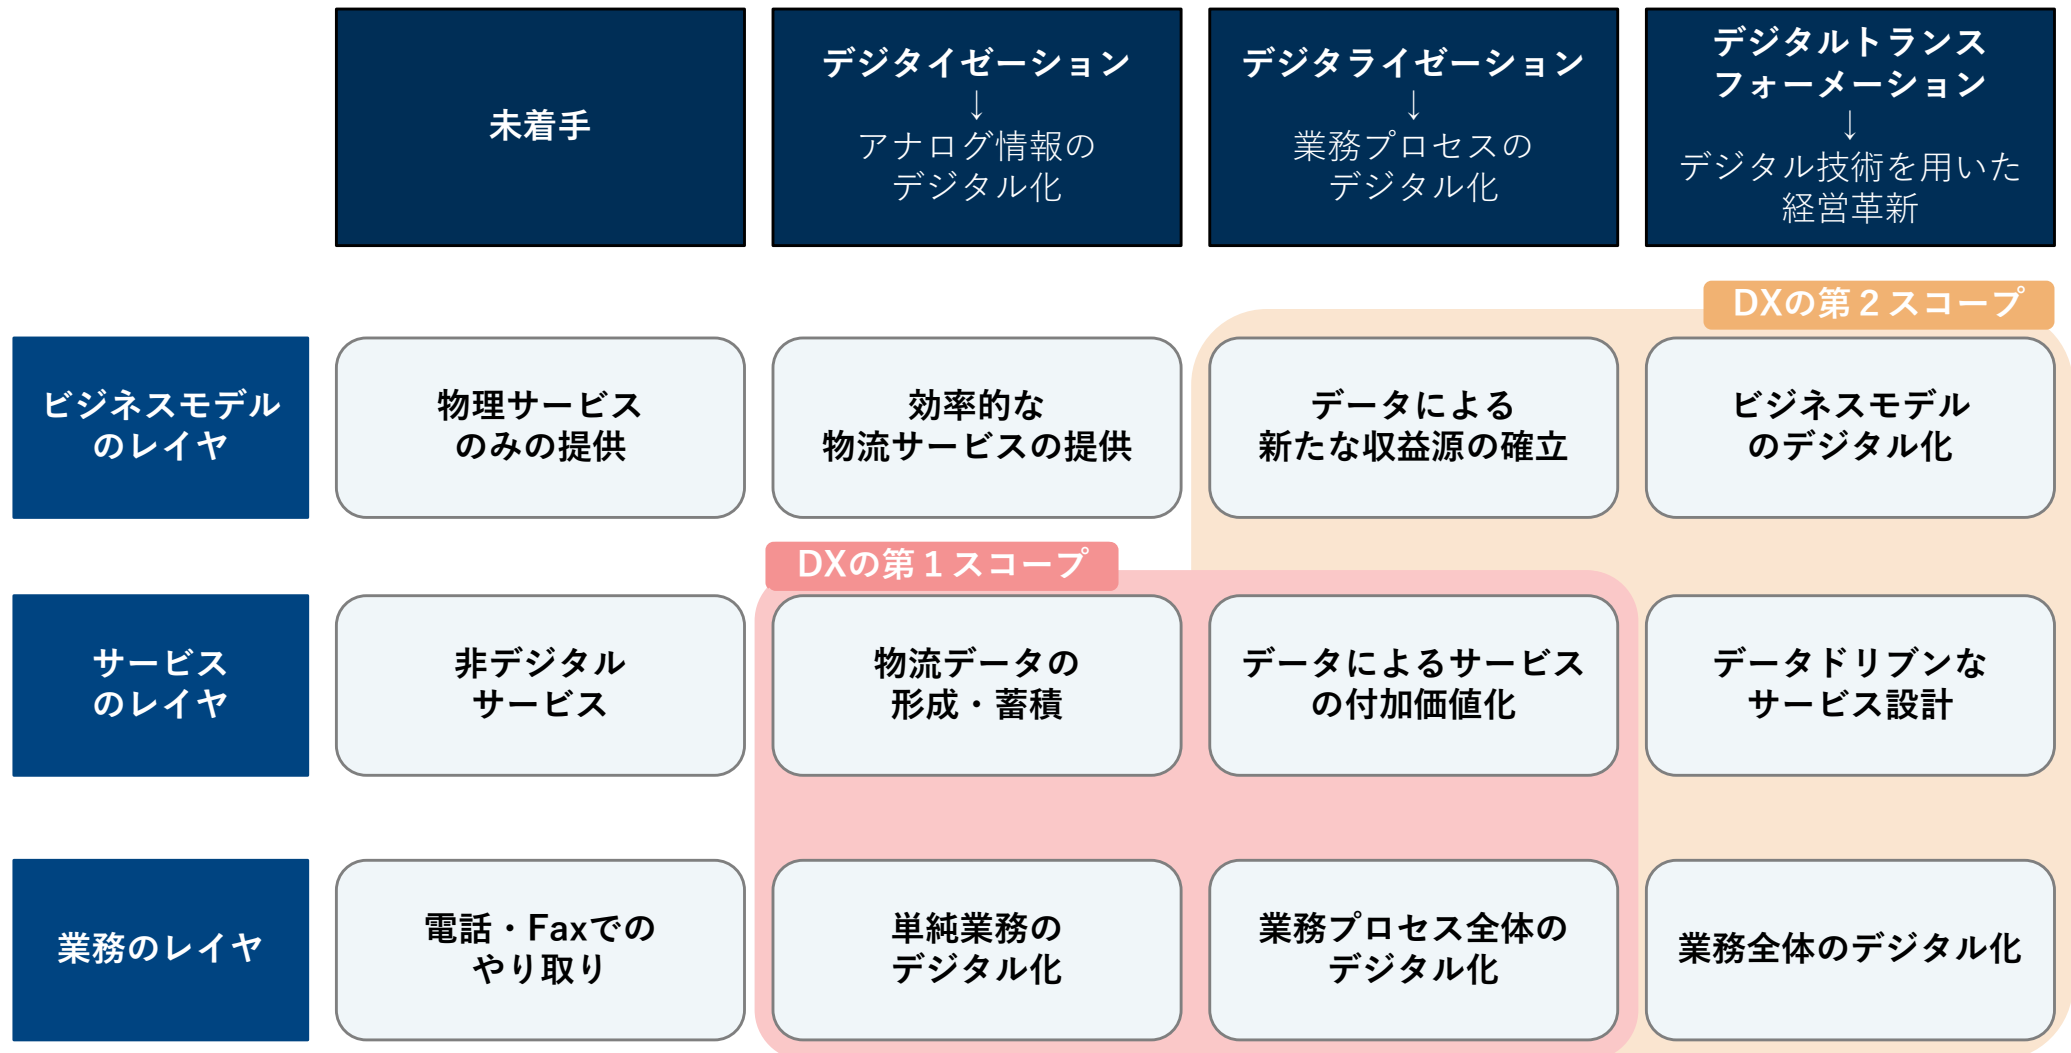 未着手
デジタイゼーション
↓
アナログ情報の
デジタル化
デジタライゼーション
↓
業務プロセスの
デジタル化
デジタルトランス
フォーメーション
↓
デジタル技術を用いた
経営革新
DXの第２スコープ
ビジネスモデル
のレイヤ
物理サービス
のみの提供
効率的な
物流サービスの提供
データによる
新たな収益源の確立
ビジネスモデル
のデジタル化
DXの第１スコープ
サービス
のレイヤ
非デジタル
サービス
物流データの
形成・蓄積
データによるサービス
の付加価値化
データドリブンな
サービス設計
業務のレイヤ
電話・Faxでの
やり取り
単純業務の
デジタル化
業務プロセス全体の
デジタル化
業務全体のデジタル化